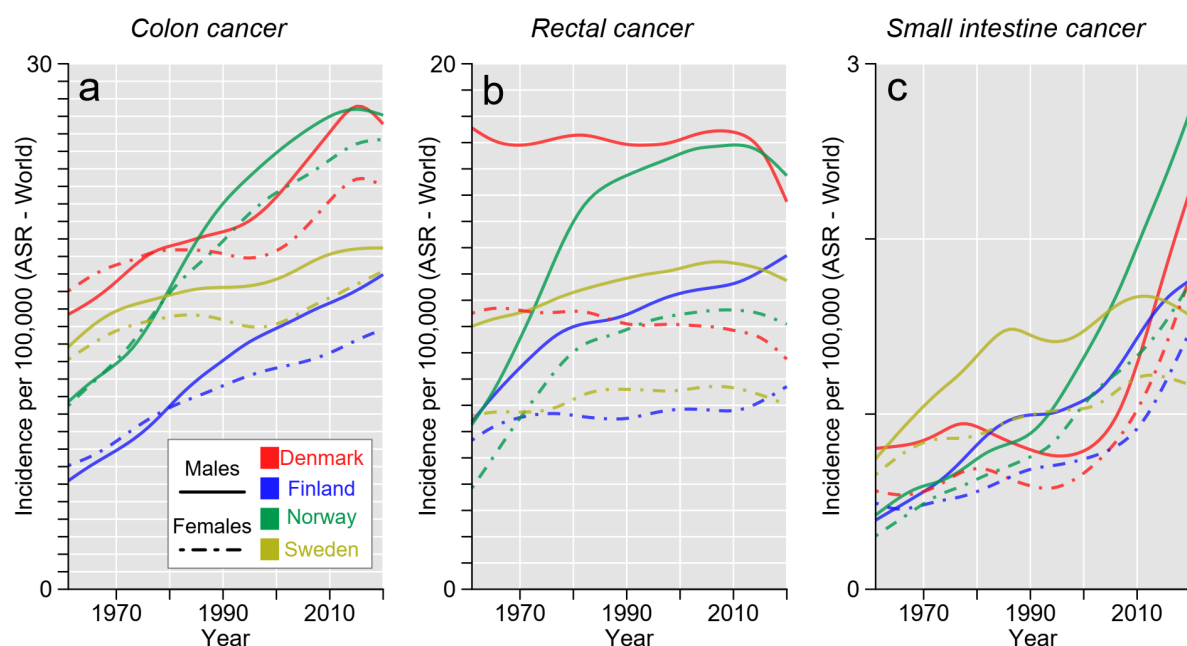 Colon cancer
Rectal cancer
Small intestine cancer
a
b
c
30
0
Incidence per 100,000 (ASR - World)
1970
1990
2010
Year
Males
Females
Denmark
Finland
Norway
Sweden
20
0
Incidence per 100,000 (ASR - World)
1970
1990
2010
Year
3
0
Incidence per 100,000 (ASR - World)
1970
1990
2010
Year